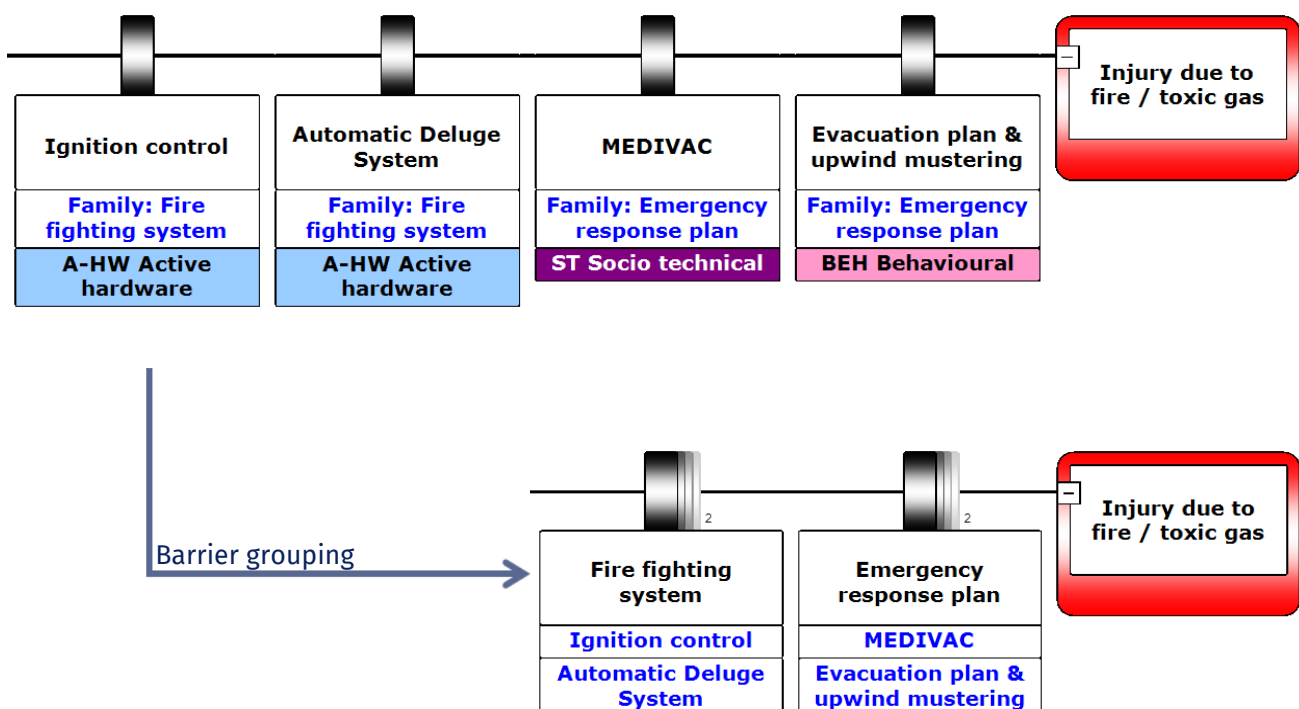 Ignition control
Family: Fire
fighting system
A-HW Active
hardware
Automatic Deluge
System
Family: Fire
fighting system
A-HW Active
hardware
MEDIVAC
Family: Emergency
response plan
ST Socio technical
Evacuation plan &
upwind mustering
Family: Emergency
response plan
BEH Behavioural
Injury due to
fire / toxic gas
Barrier grouping
2
Fire fighting
system
Ignition control
Automatic Deluge
System
2
Emergency
response plan
MEDIVAC
Evacuation plan &
upwind mustering
Injury due to
fire / toxic gas